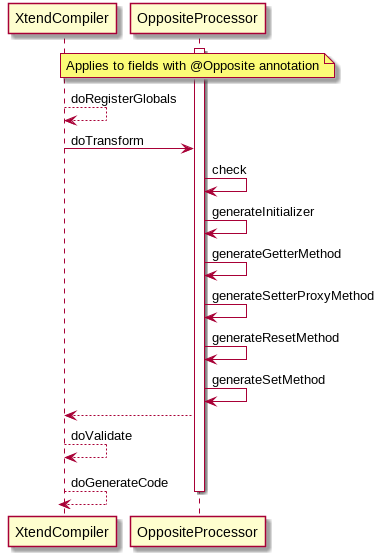 XtendCompiler
OppositeProcessor
Applies to fields with @Opposite annotation
doRegisterGlobals
doTransform
check
generateInitializer
generateGetterMethod
generateSetterProxyMethod
generateResetMethod
generateSetMethod
doValidate
doGenerateCode
XtendCompiler
OppositeProcessor